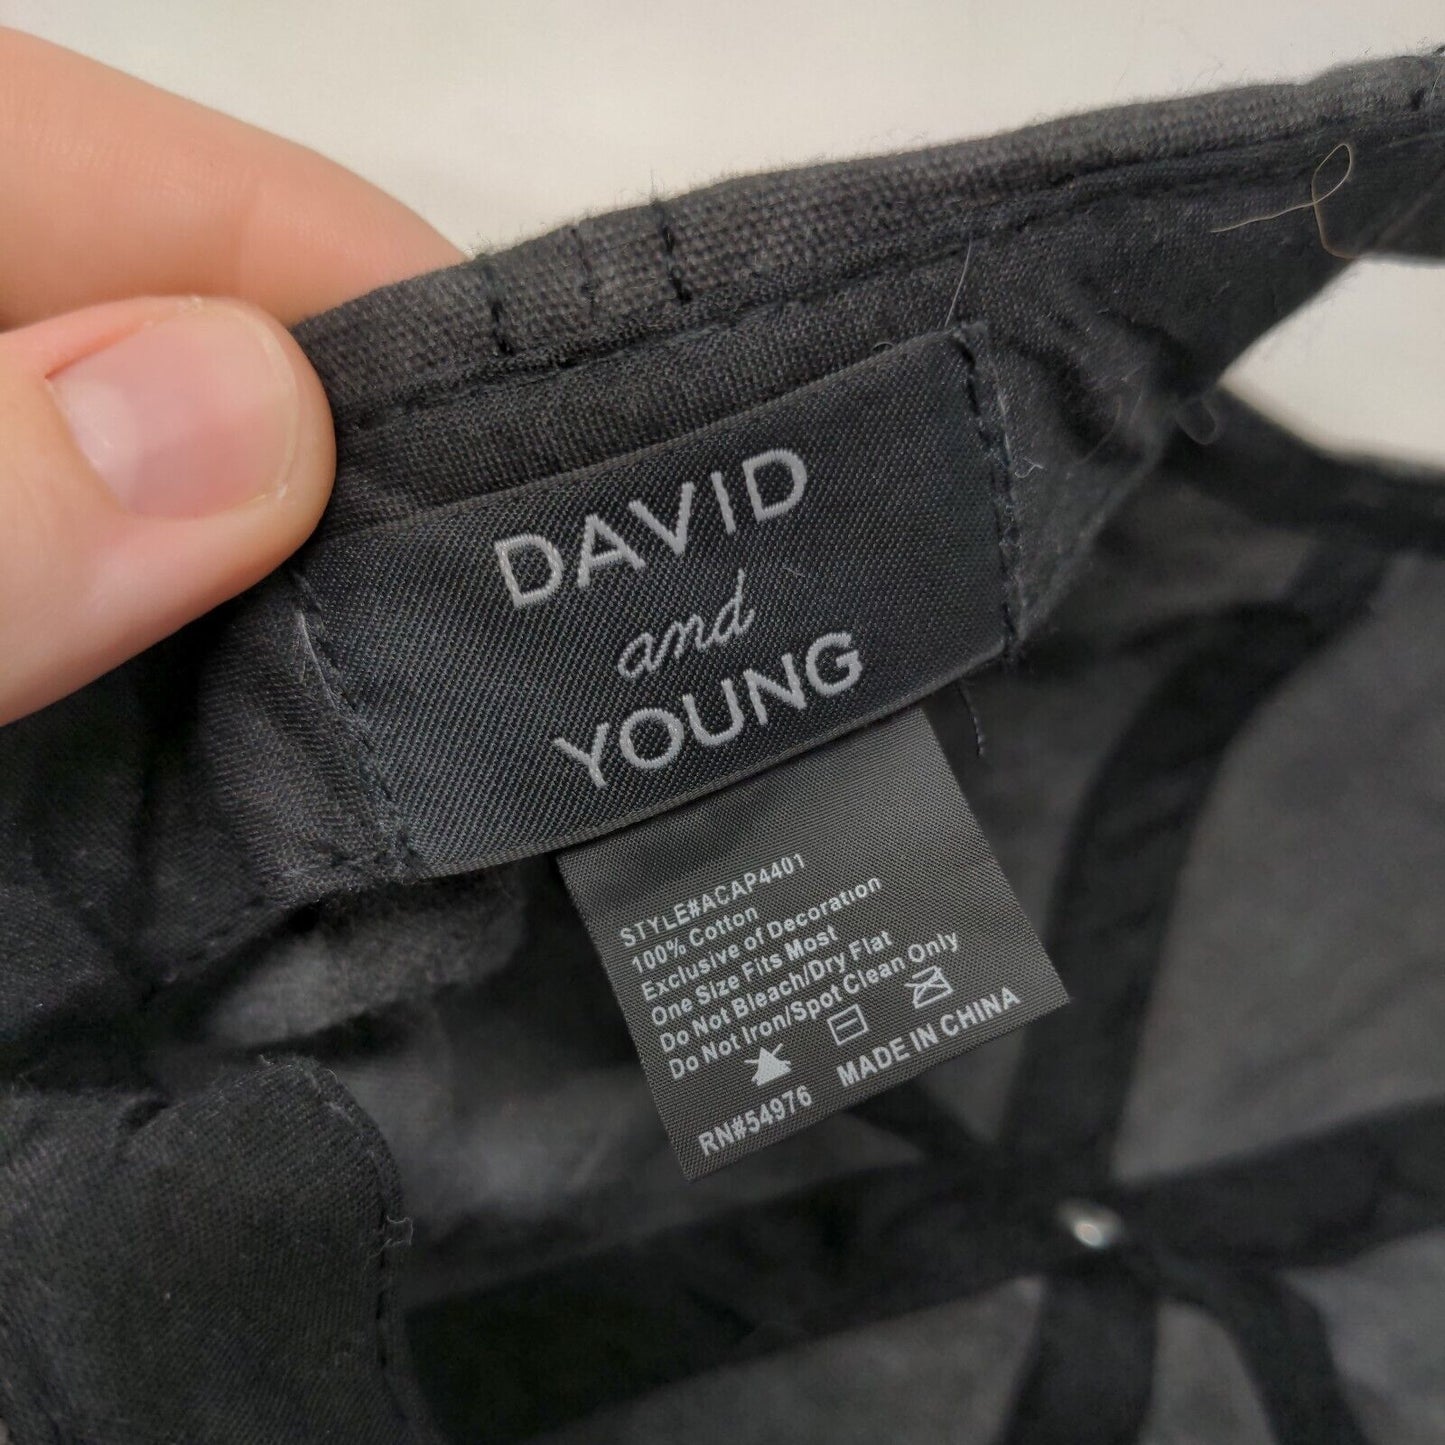 DAVID
and
YOUNG
STYLE#ACAP4401
100% Cotton
Exclusive of Decoration
One Size Fits Most
Do Not Bleach/Dry Flat
Do Not Iron/Spot Clean Only
RN#54976 MADE IN CHINA